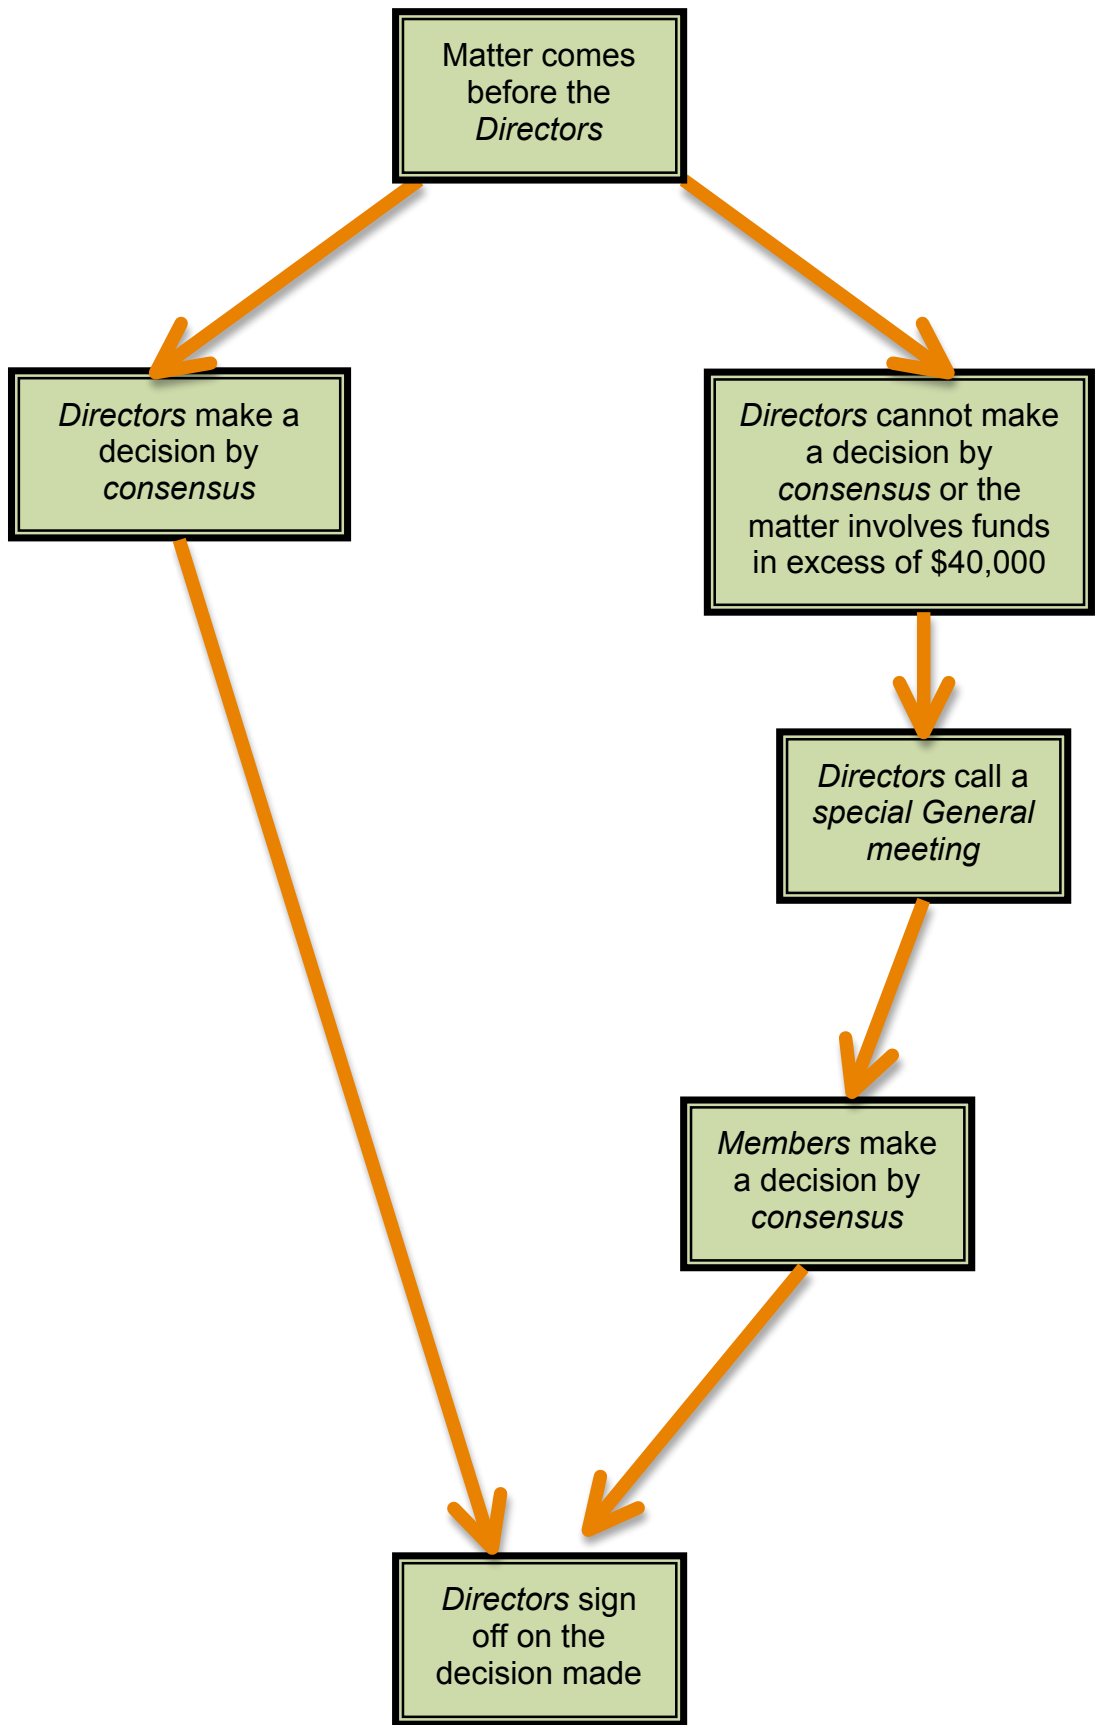 Matter comes
before the
Directors
Directors make a
decision by
consensus
Directors cannot make
a decision by
consensus or the
matter involves funds
in excess of $40,000
Directors call a
special General
meeting
Members make
a decision by
consensus
Directors sign
off on the
decision made